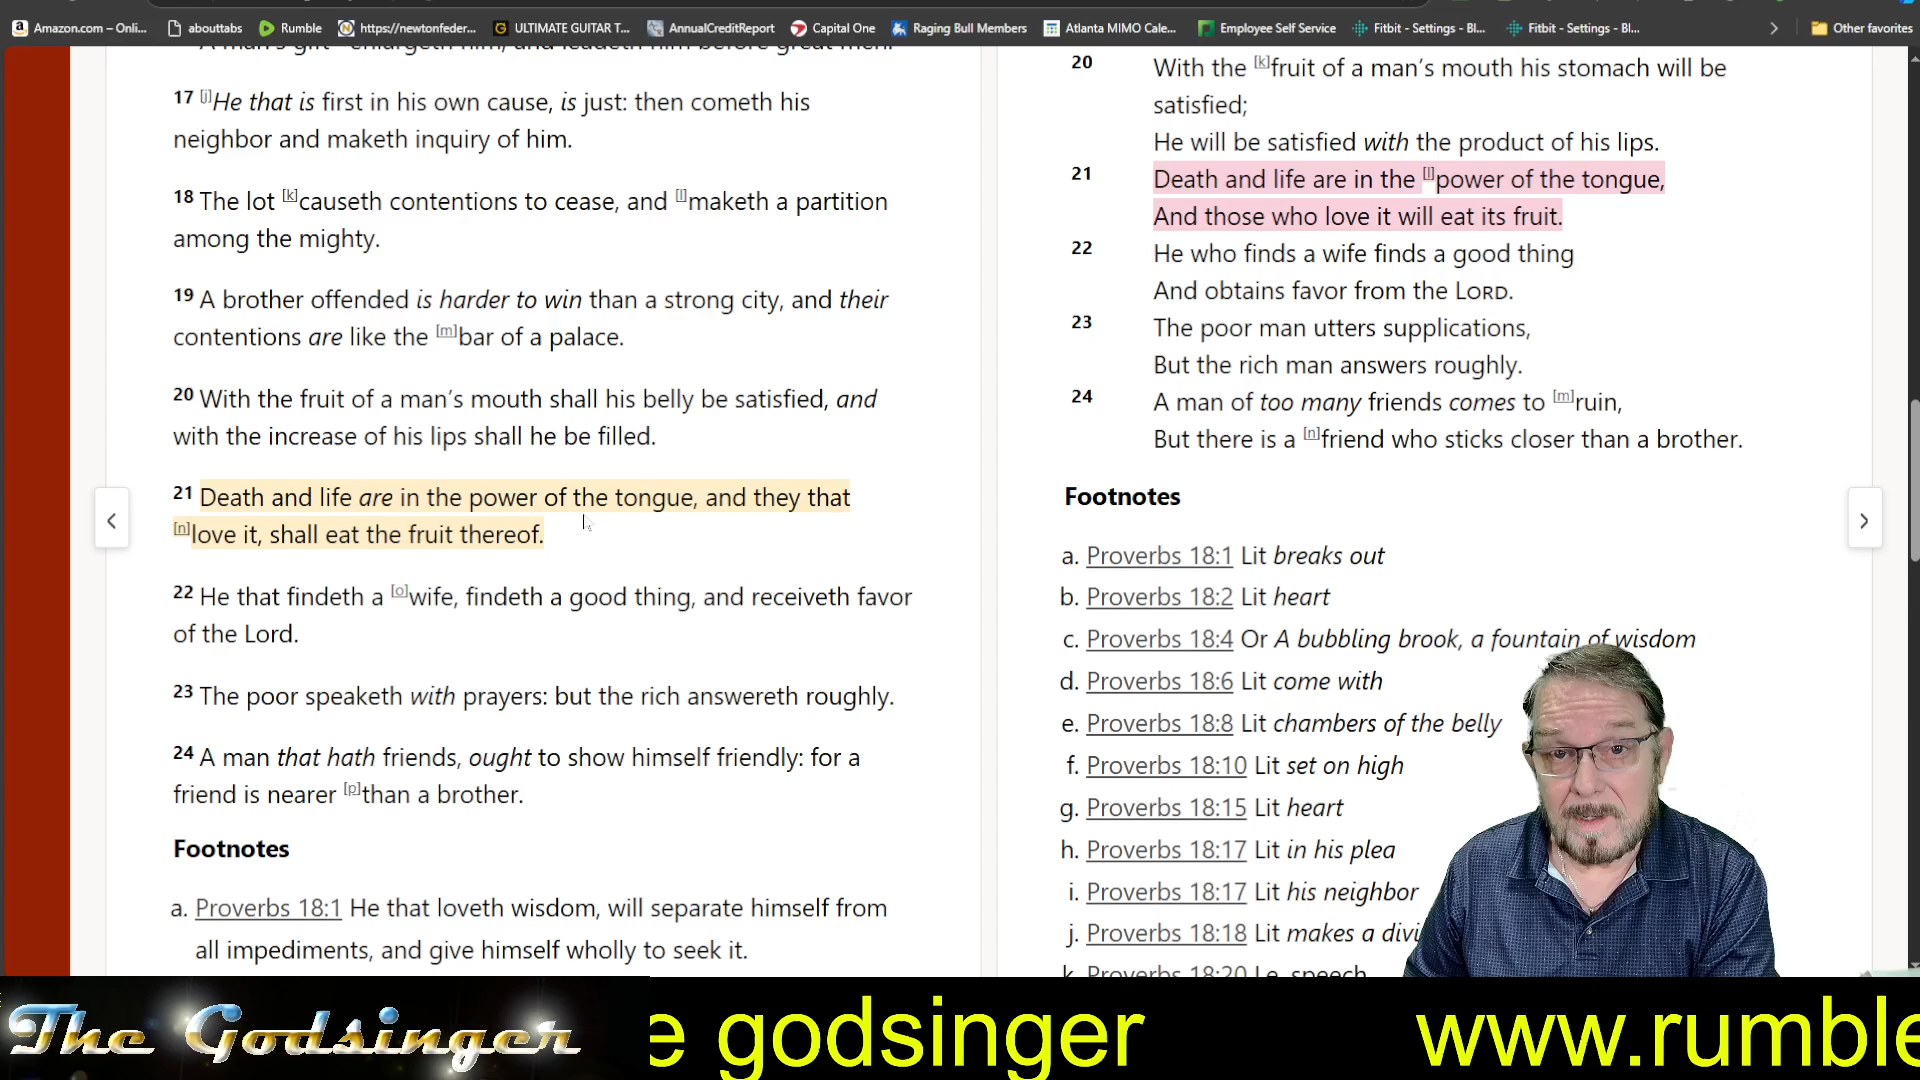 Amazon.com – Onli...
abouttabs
Rumble
https://newtonfeder...
ULTIMATE GUITAR T...
AnnualCreditReport
Capital One
Raging Bull Members
Atlanta MIMO Cale...
Employee Self Service
Fitbit - Settings - Bl...
Fitbit - Settings - Bl...
Other favorites
A man's gift enlargeth him, and leadeth him before great men.
17 [j]He that is first in his own cause, is just: then cometh his
neighbor and maketh inquiry of him.
18 The lot [k]causeth contentions to cease, and [l]maketh a partition
among the mighty.
19 A brother offended is harder to win than a strong city, and their
contentions are like the [m]bar of a palace.
20 With the fruit of a man's mouth shall his belly be satisfied, and
with the increase of his lips shall he be filled.
21 Death and life are in the power of the tongue, and they that
[n]love it, shall eat the fruit thereof.
22 He that findeth a [o]wife, findeth a good thing, and receiveth favor
of the Lord.
23 The poor speaketh with prayers: but the rich answereth roughly.
24 A man that hath friends, ought to show himself friendly: for a
friend is nearer [p]than a brother.
Footnotes
a. Proverbs 18:1 He that loveth wisdom, will separate himself from
all impediments, and give himself wholly to seek it.
20 With the [k]fruit of a man's mouth his stomach will be
satisfied;
He will be satisfied with the product of his lips.
21 Death and life are in the [l]power of the tongue,
And those who love it will eat its fruit.
22 He who finds a wife finds a good thing
And obtains favor from the LORD.
23 The poor man utters supplications,
But the rich man answers roughly.
24 A man of too many friends comes to [m]ruin,
But there is a [n]friend who sticks closer than a brother.
Footnotes
a. Proverbs 18:1 Lit breaks out
b. Proverbs 18:2 Lit heart
c. Proverbs 18:4 Or A bubbling brook, a fountain of wisdom
d. Proverbs 18:6 Lit come with
e. Proverbs 18:8 Lit chambers of the belly
f. Proverbs 18:10 Lit set on high
g. Proverbs 18:15 Lit heart
h. Proverbs 18:17 Lit in his plea
i. Proverbs 18:17 Lit his neighbor
j. Proverbs 18:18 Lit makes a divi
k. Proverbs 18:20 I.e. speech
The Godsinger
e godsinger
www.rumble